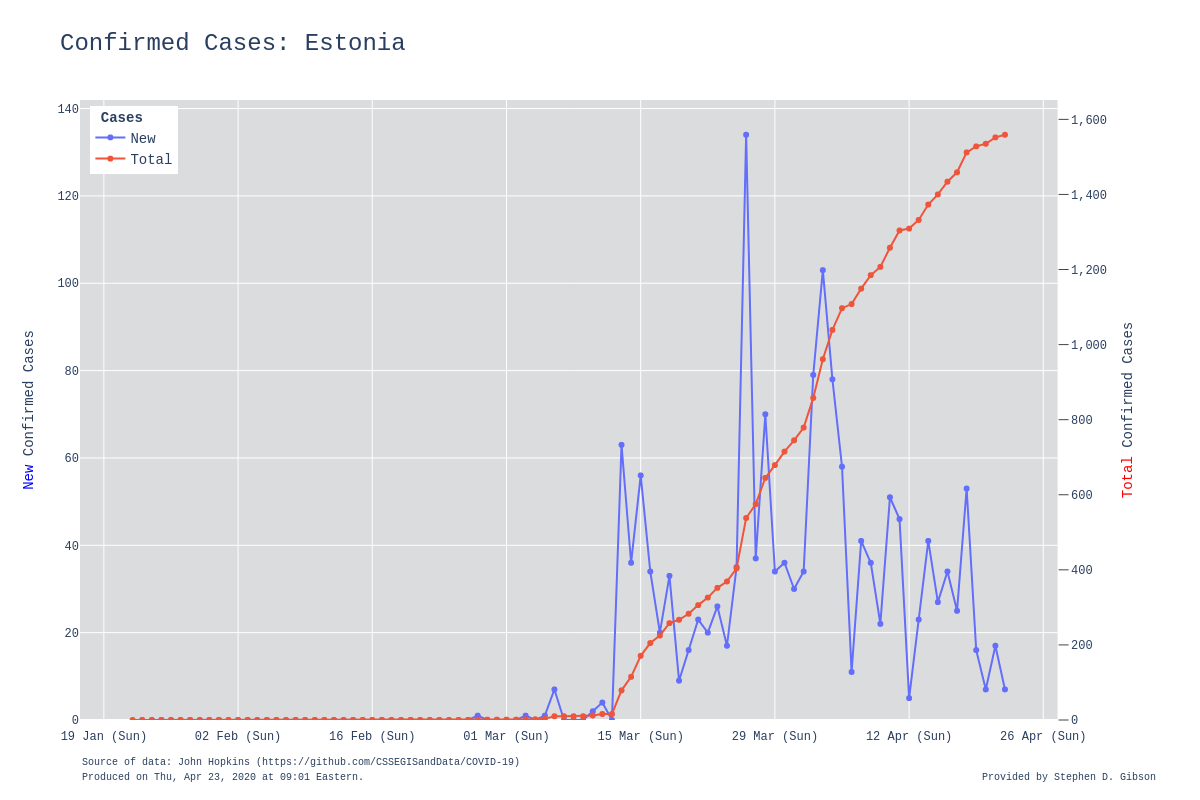 Confirmed Cases: Estonia
Cases
New
Total
140
120
100
80
60
40
20
0
1,600
1,400
1,200
1,000
800
600
400
200
0
New Confirmed Cases
Total Confirmed Cases
19 Jan (Sun) 02 Feb (Sun) 16 Feb (Sun) 01 Mar (Sun) 15 Mar (Sun) 29 Mar (Sun) 12 Apr (Sun) 26 Apr (Sun)
Source of data: John Hopkins (https://github.com/CSSEGISandData/COVID-19)
Produced on Thu, Apr 23, 2020 at 09:01 Eastern.
Provided by Stephen D. Gibson